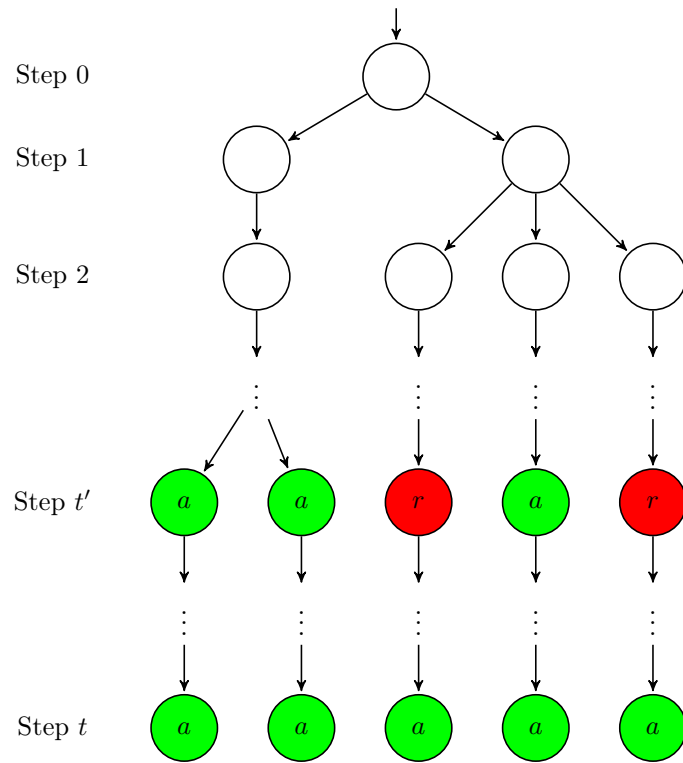 Step 0
Step 1
Step 2
⋮ ⋮ ⋮ ⋮
Step t′ a a r a r
⋮ ⋮ ⋮ ⋮ ⋮
Step t a a a a a